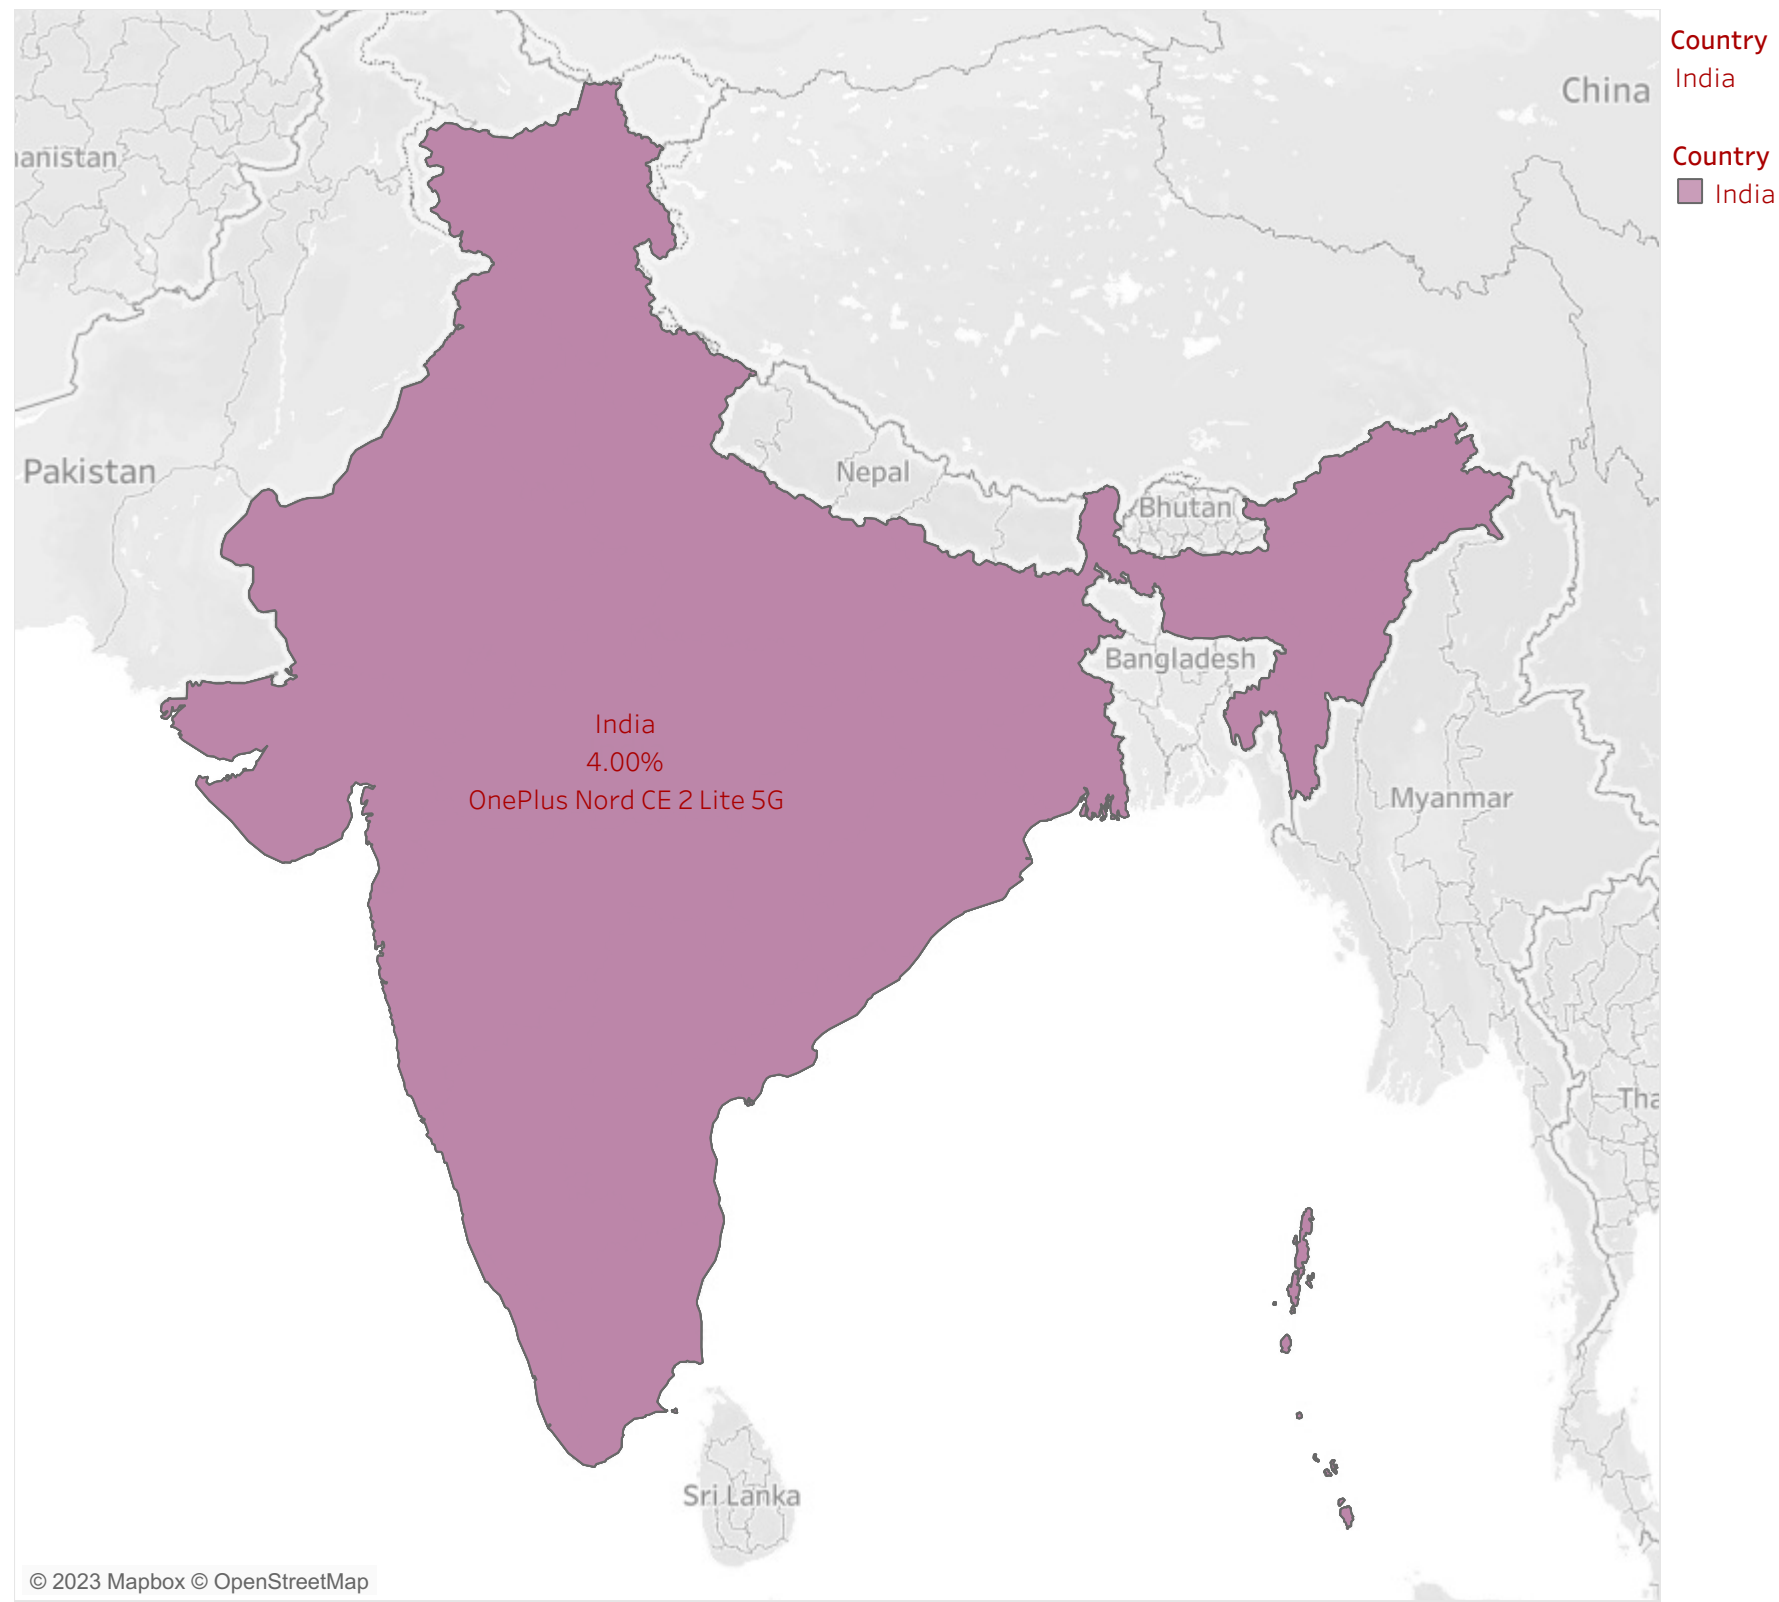 Country
India
Country
India
China
anistan
Pakistan
Nepal
Bhutan
Bangladesh
India
4.00%
OnePlus Nord CE 2 Lite 5G
Myanmar
Tha
Sri Lanka
© 2023 Mapbox © OpenStreetMap